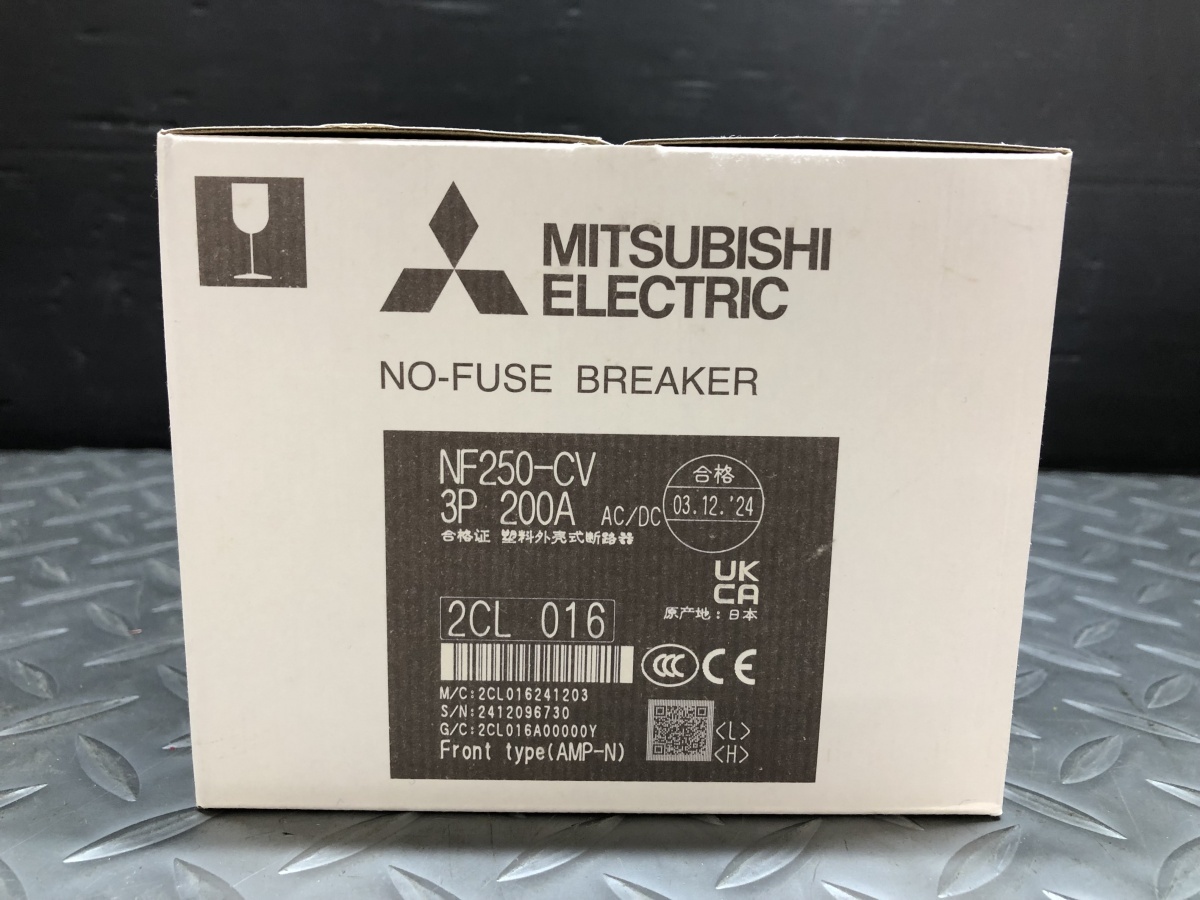 MITSUBISHI
ELECTRIC
NO-FUSE BREAKER
NF250-CV
3P 200A AC/DC
合格
03.12.'24
合格证 塑料外壳式断路器
UK
CA
原产地：日本
2CL 016
CCC CE
M/C:2CL016241203
S/N:2412096730
G/C:2CL016A00000Y
Front type(AMP-N)
<L>
<H>